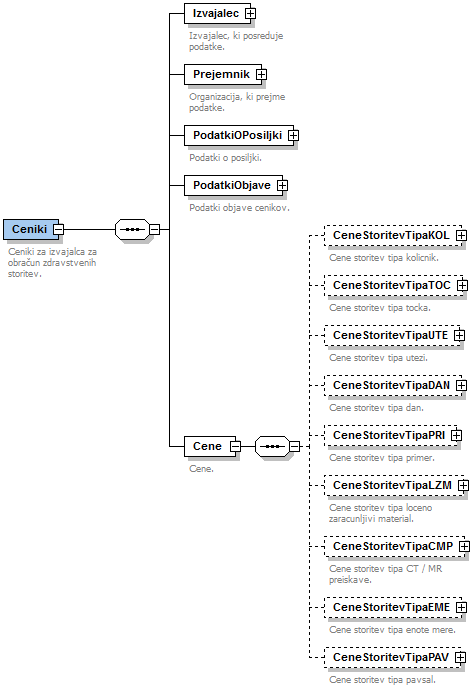 Izvajalec
Izvajalec, ki posreduje
podatke.
Prejemnik
Organizacija, ki prejme
podatke.
PodatkiOPosiljki
Podatki o posiljki.
PodatkiObjave
Podatki objave cenikov.
Ceniki
Ceniki za izvajalca za
obračun zdravstvenih
storitev.
Cene
Cene.
CeneStoritevTipaKOL
Cene storitev tipa kolicnik.
CeneStoritevTipaTOC
Cene storitev tipa tocka.
CeneStoritevTipaUTE
Cene storitev tipa utezi.
CeneStoritevTipaDAN
Cene storitev tipa dan.
CeneStoritevTipaPRI
Cene storitev tipa primer.
CeneStoritevTipaLZM
Cene storitev tipa loceno
zaracunljivi material.
CeneStoritevTipaCMP
Cene storitev tipa CT / MR
preiskave.
CeneStoritevTipaEME
Cene storitev tipa enote mere.
CeneStoritevTipaPAV
Cene storitev tipa pavsal.